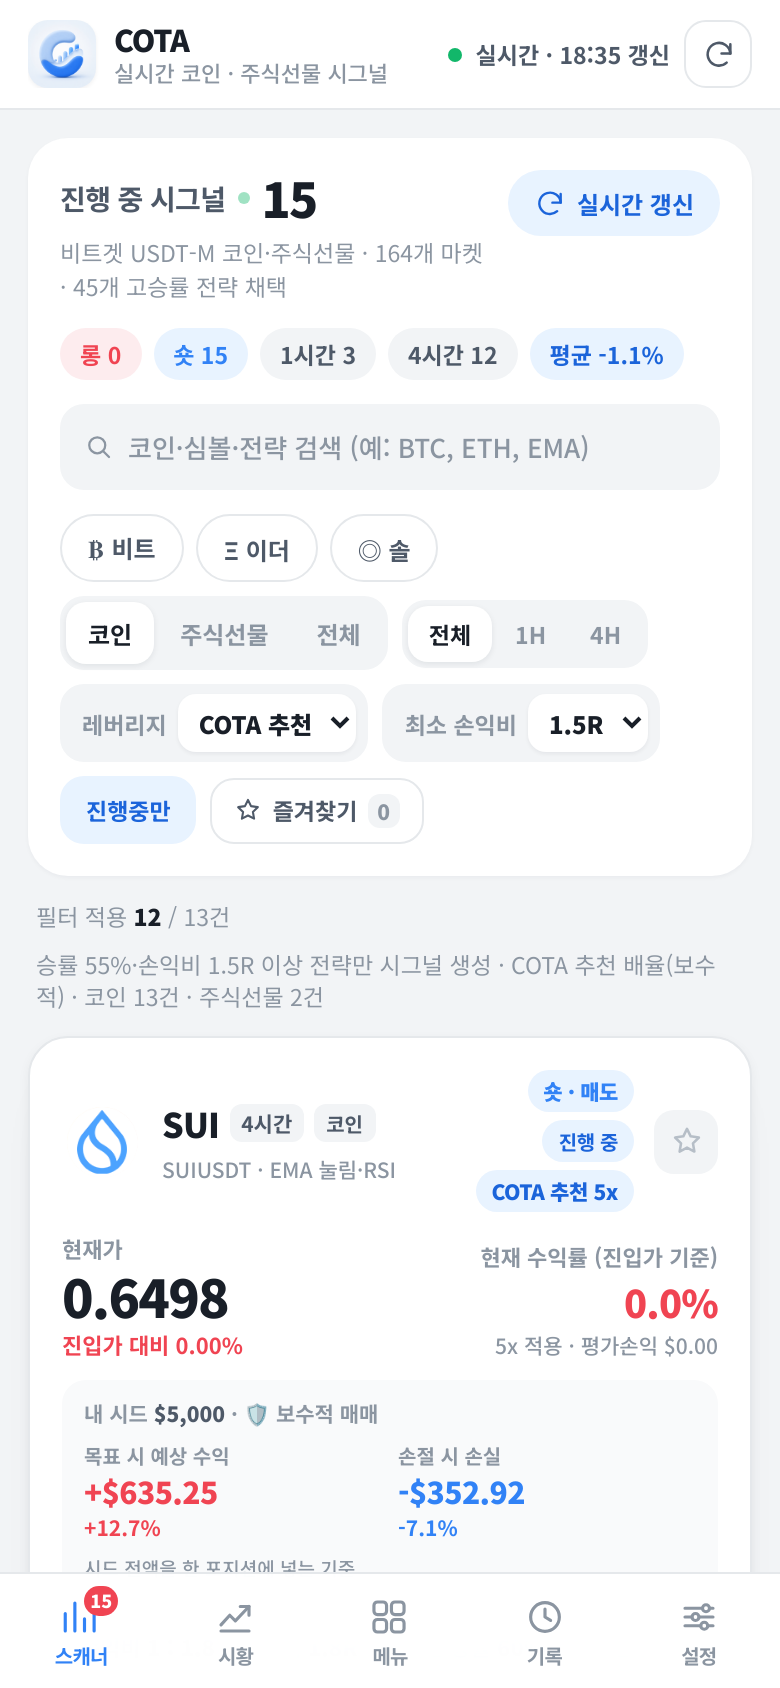 COTA
실시간 코인 · 주식선물 시그널
실시간 · 18:35 갱신
진행 중 시그널 15
실시간 갱신
비트겟 USDT-M 코인·주식선물 · 164개 마켓
· 45개 고승률 전략 채택
롱 0
숏 15
1시간 3
4시간 12
평균 -1.1%
코인·심볼·전략 검색 (예: BTC, ETH, EMA)
₿ 비트
Ξ 이더
◎ 솔
코인
주식선물
전체
전체
1H
4H
레버리지
COTA 추천
최소 손익비
1.5R
진행중만
즐겨찾기 0
필터 적용 12 / 13건
승률 55%·손익비 1.5R 이상 전략만 시그널 생성 · COTA 추천 배율(보수
적) · 코인 13건 · 주식선물 2건
SUI 4시간 코인
SUIUSDT · EMA 눌림·RSI
숏 · 매도
진행 중
COTA 추천 5x
현재가
0.6498
진입가 대비 0.00%
현재 수익률 (진입가 기준)
0.0%
5x 적용 · 평가손익 $0.00
내 시드 $5,000 · 🛡️ 보수적 매매
목표 시 예상 수익
+$635.25
+12.7%
손절 시 손실
-$352.92
-7.1%
시드 전액을 한 포지션에 넣는 기준
15
스캐너
시황
메뉴
기록
설정